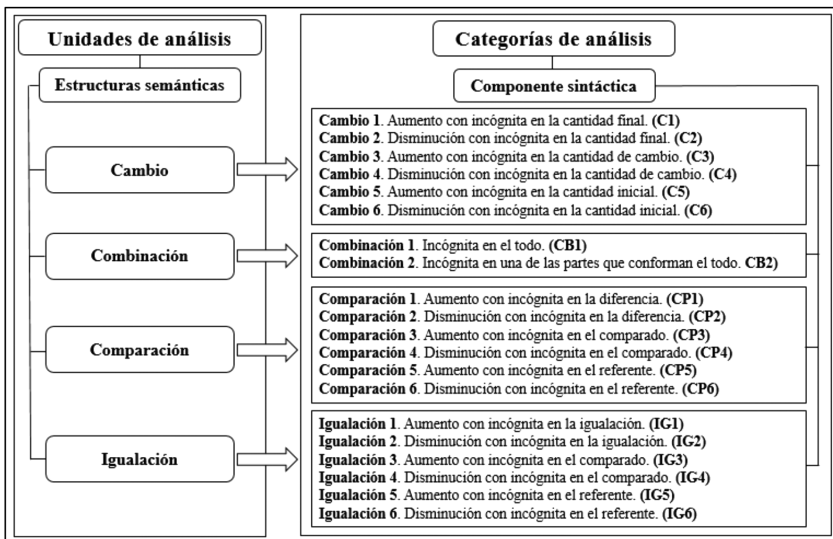 Unidades de análisis
Estructuras semánticas
Cambio
Combinación
Comparación
Igualación
Categorías de análisis
Componente sintáctica
Cambio 1. Aumento con incógnita en la cantidad final. (C1)
Cambio 2. Disminución con incógnita en la cantidad final. (C2)
Cambio 3. Aumento con incógnita en la cantidad de cambio. (C3)
Cambio 4. Disminución con incógnita en la cantidad de cambio. (C4)
Cambio 5. Aumento con incógnita en la cantidad inicial. (C5)
Cambio 6. Disminución con incógnita en la cantidad inicial. (C6)
Combinación 1. Incógnita en el todo. (CB1)
Combinación 2. Incógnita en una de las partes que conforman el todo. CB2)
Comparación 1. Aumento con incógnita en la diferencia. (CP1)
Comparación 2. Disminución con incógnita en la diferencia. (CP2)
Comparación 3. Aumento con incógnita en el comparado. (CP3)
Comparación 4. Disminución con incógnita en el comparado. (CP4)
Comparación 5. Aumento con incógnita en el referente. (CP5)
Comparación 6. Disminución con incógnita en el referente. (CP6)
Igualación 1. Aumento con incógnita en la igualación. (IG1)
Igualación 2. Disminución con incógnita en la igualación. (IG2)
Igualación 3. Aumento con incógnita en el comparado. (IG3)
Igualación 4. Disminución con incógnita en el comparado. (IG4)
Igualación 5. Aumento con incógnita en el referente. (IG5)
Igualación 6. Disminución con incógnita en el referente. (IG6)